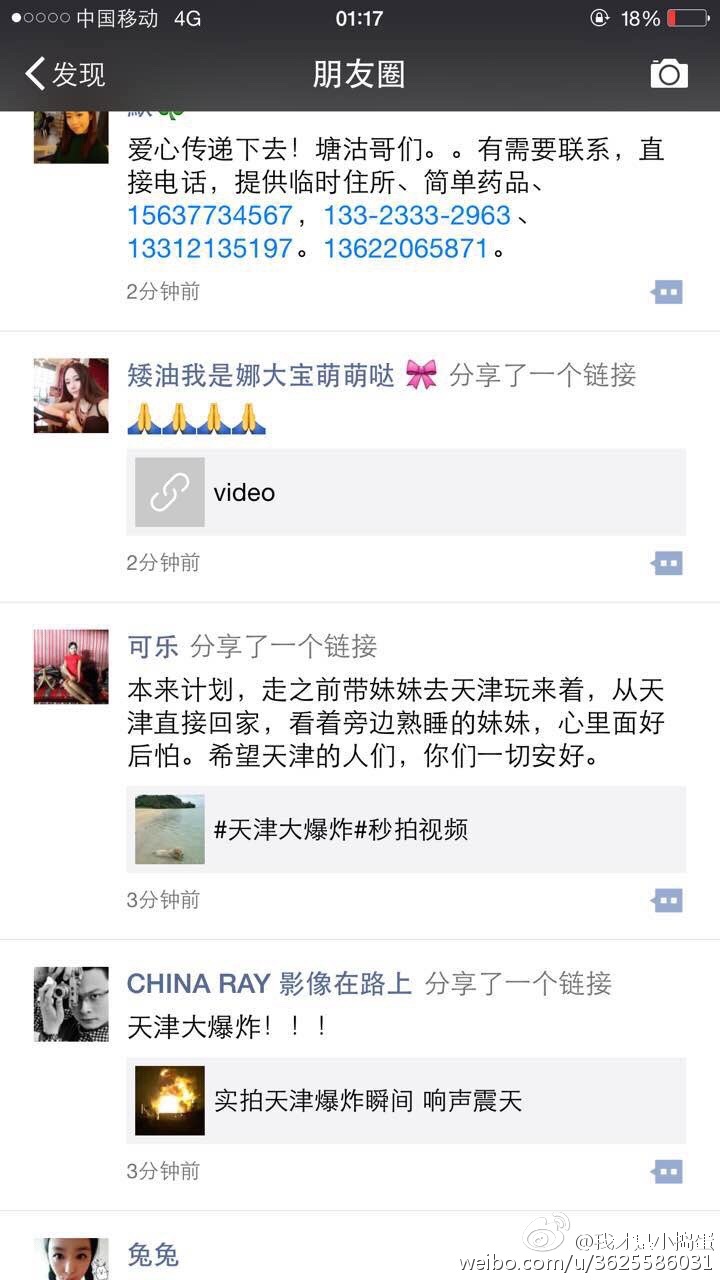 中国移动 4G 01:17 18%
发现 朋友圈
爱心传递下去！塘沽哥们。。有需要联系，直
接电话，提供临时住所、简单药品、
15637734567，133-2333-2963、
13312135197。13622065871。
2分钟前
矮油我是娜大宝萌萌哒 🎀 分享了一个链接
🙏🙏🙏🙏
video
2分钟前
可乐 分享了一个链接
本来计划，走之前带妹妹去天津玩来着，从天
津直接回家，看着旁边熟睡的妹妹，心里面好
后怕。希望天津的人们，你们一切安好。
#天津大爆炸#秒拍视频
3分钟前
CHINA RAY 影像在路上 分享了一个链接
天津大爆炸！！！
实拍天津爆炸瞬间 响声震天
3分钟前
兔兔
@我才是小捣蛋
weibo.com/u/3625586031